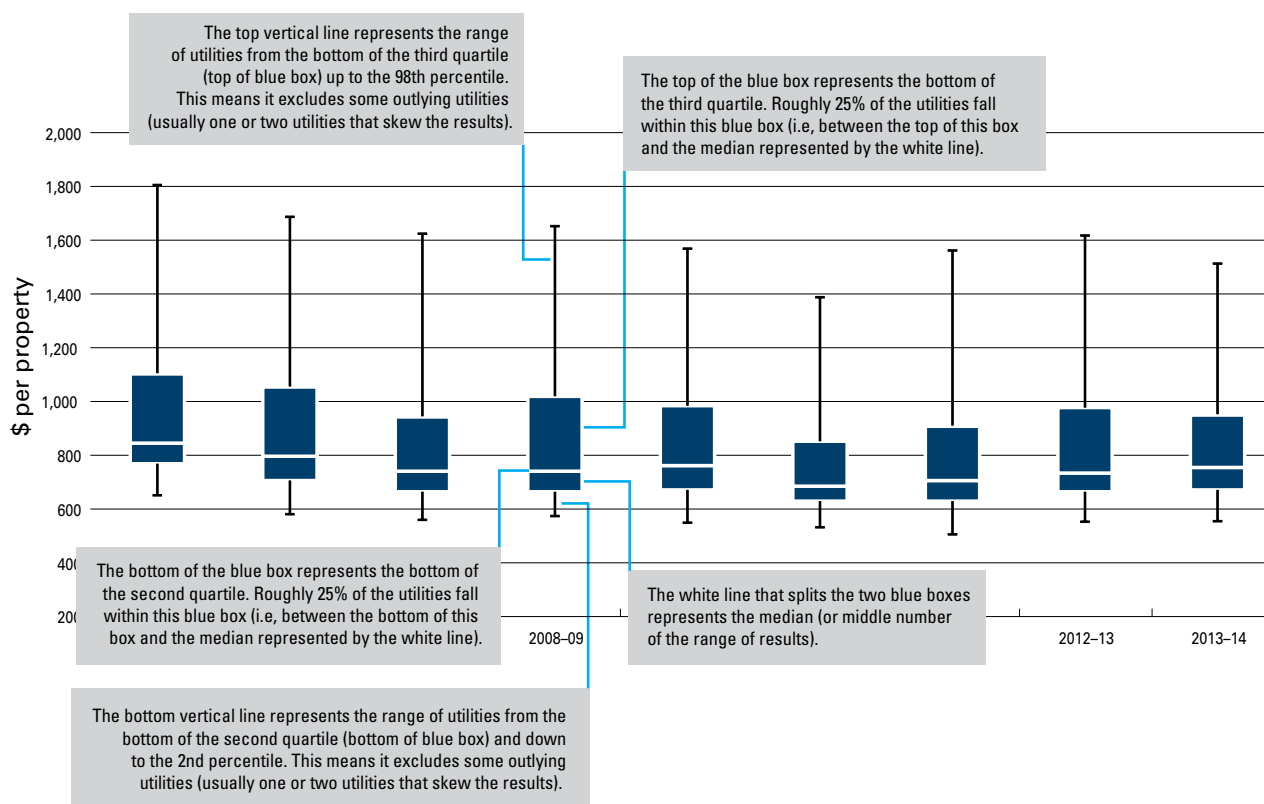 The top vertical line represents the range
of utilities from the bottom of the third quartile
(top of blue box) up to the 98th percentile.
This means it excludes some outlying utilities
(usually one or two utilities that skew the results).
The top of the blue box represents the bottom of
the third quartile. Roughly 25% of the utilities fall
within this blue box (i.e, between the top of this box
and the median represented by the white line).
$ per property
2,000
1,800
1,600
1,400
1,200
1,000
800
600
400
200
The bottom of the blue box represents the bottom of
the second quartile. Roughly 25% of the utilities fall
within this blue box (i.e, between the bottom of this
box and the median represented by the white line).
The white line that splits the two blue boxes
represents the median (or middle number
of the range of results).
2008–09
2012–13
2013–14
The bottom vertical line represents the range of utilities from the
bottom of the second quartile (bottom of blue box) and down
to the 2nd percentile. This means it excludes some outlying
utilities (usually one or two utilities that skew the results).